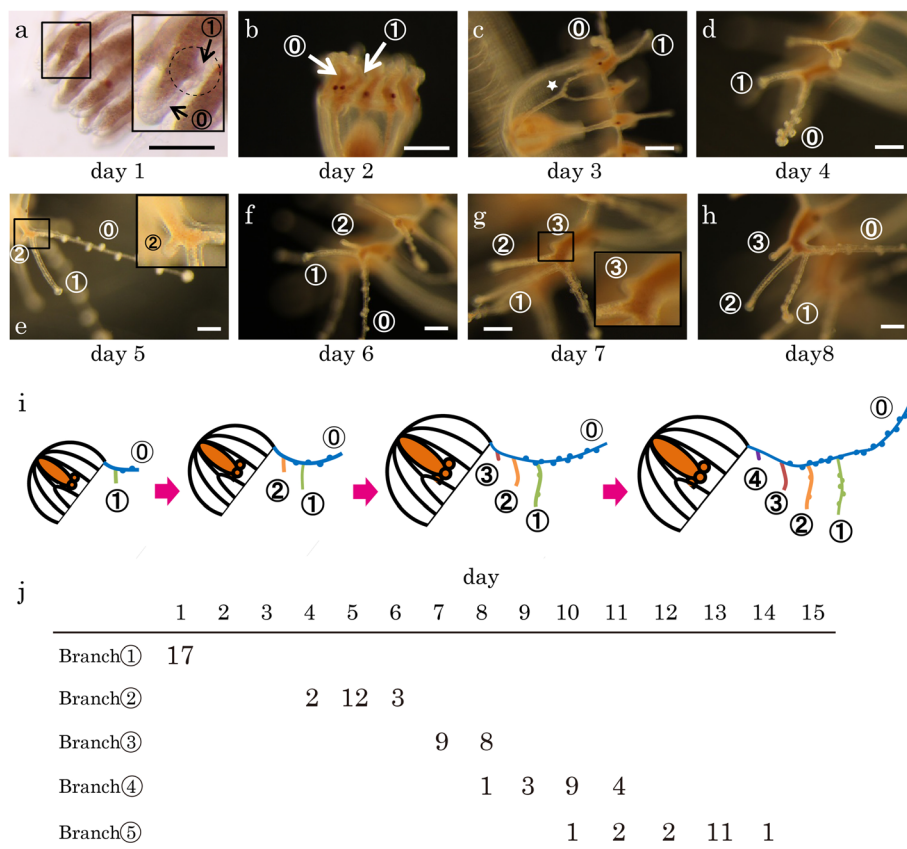 a ① ⓪
b ⓪ ①
c ⓪ ①
d ① ⓪
day 1 day 2 day 3 day 4
e ② ① ⓪ ②
f ② ① ⓪
g ③ ② ① ③
h ③ ② ① ⓪
day 5 day 6 day 7 day8
i
⓪ ⓪ ⓪ ⓪
① ② ① ③ ② ① ④ ③ ② ①
j
day
1 2 3 4 5 6 7 8 9 10 11 12 13 14 15
Branch① 17
Branch② 2 12 3
Branch③ 9 8
Branch④ 1 3 9 4
Branch⑤ 1 2 2 11 1